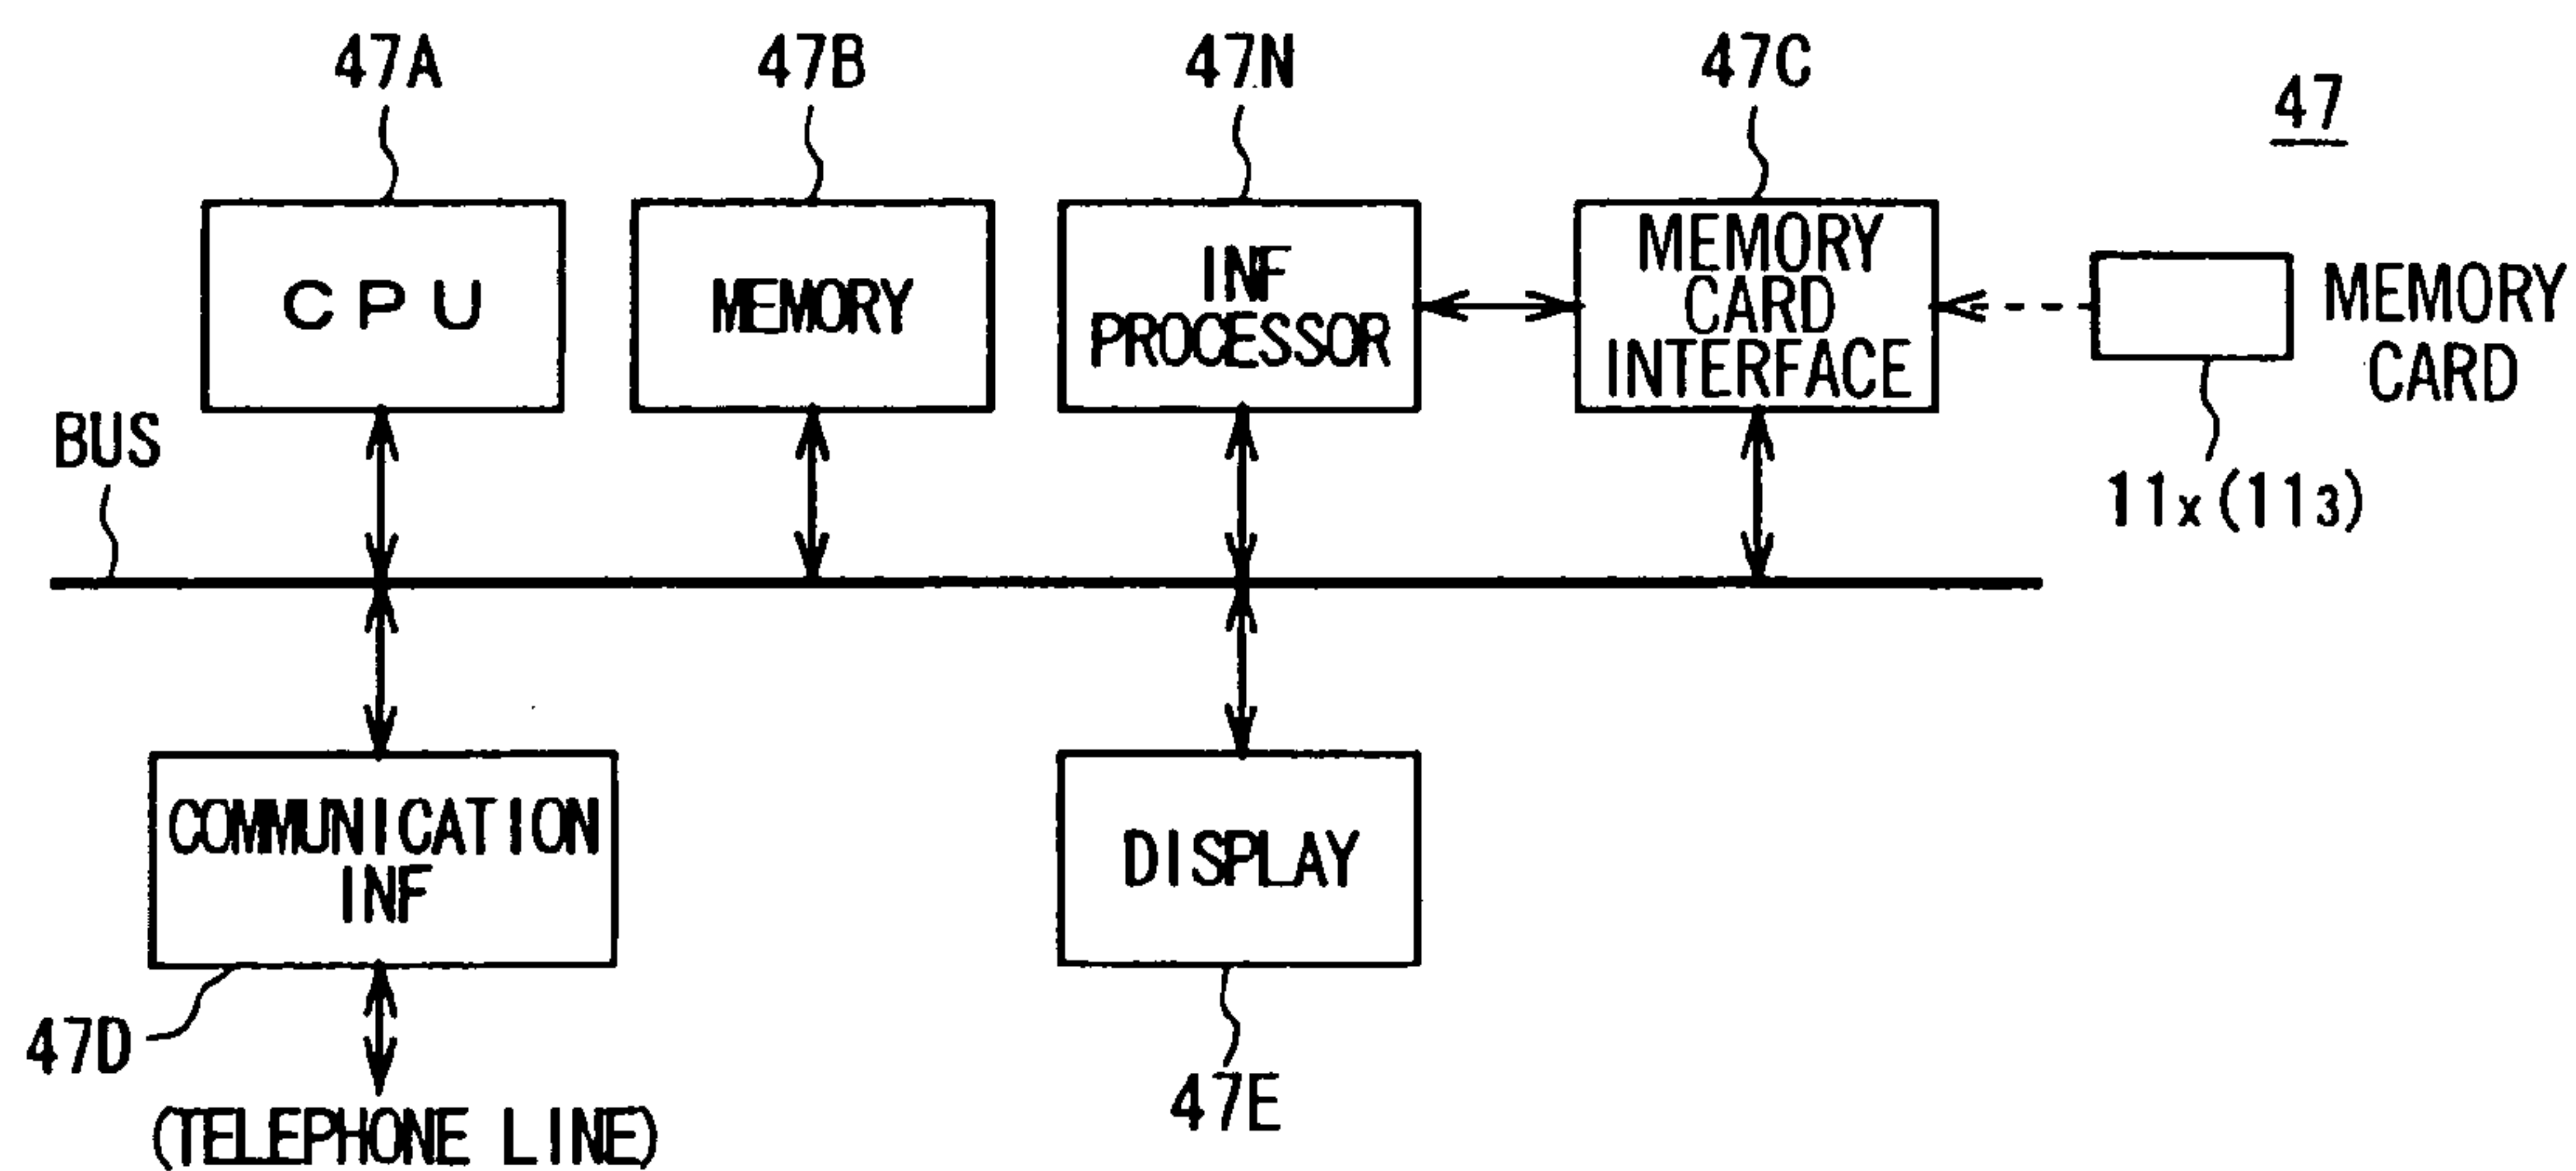 47A
47B
47N
47C
47
CPU
MEMORY
INF
PROCESSOR
MEMORY
CARD
INTERFACE
MEMORY
CARD
BUS
11x (113)
COMMUNICATION
INF
DISPLAY
47D
47E
(TELEPHONE LINE)